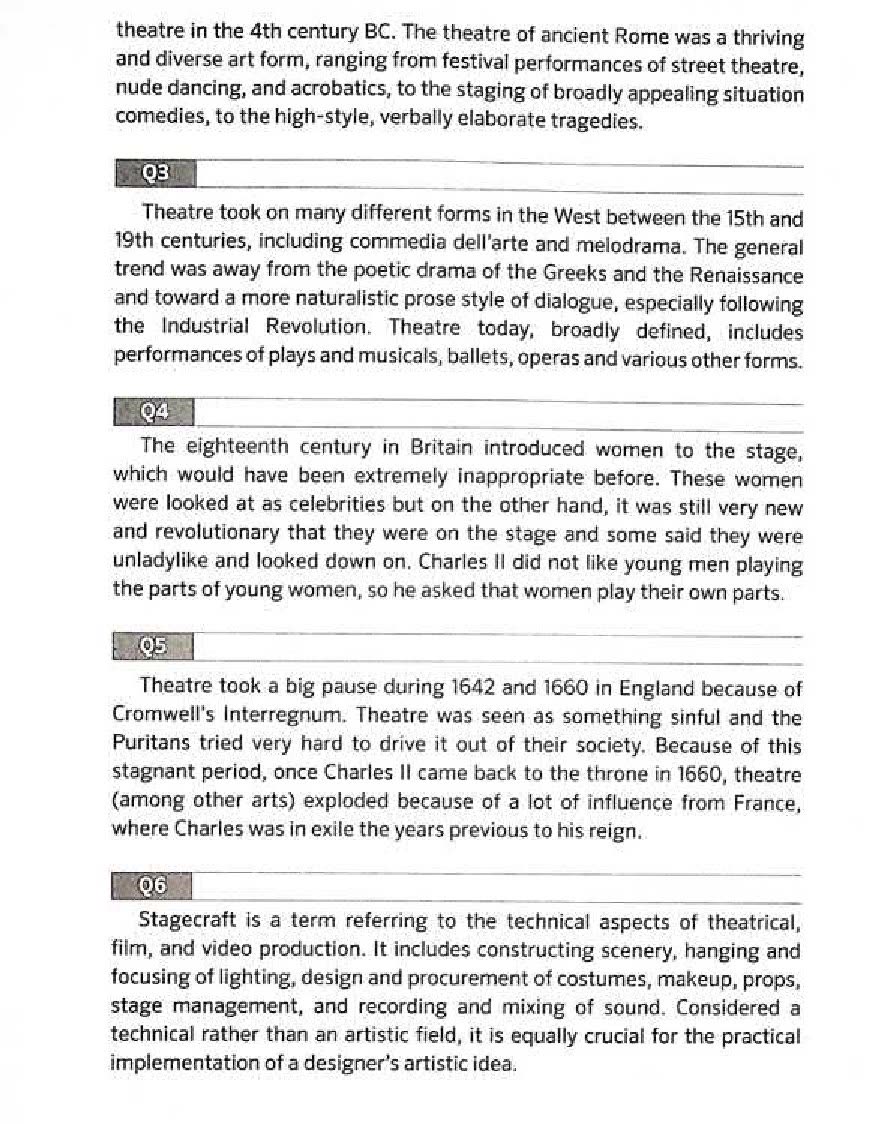 theatre in the 4th century BC. The theatre of ancient Rome was a thriving
and diverse art form, ranging from festival performances of street theatre,
nude dancing, and acrobatics, to the staging of broadly appealing situation
comedies, to the high-style, verbally elaborate tragedies.
Q3
Theatre took on many different forms in the West between the 15th and
19th centuries, including commedia dell'arte and melodrama. The general
trend was away from the poetic drama of the Greeks and the Renaissance
and toward a more naturalistic prose style of dialogue, especially following
the Industrial Revolution. Theatre today, broadly defined, includes
performances of plays and musicals, ballets, operas and various other forms.
Q4
The eighteenth century in Britain introduced women to the stage,
which would have been extremely inappropriate before. These women
were looked at as celebrities but on the other hand, it was still very new
and revolutionary that they were on the stage and some said they were
unladylike and looked down on. Charles II did not like young men playing
the parts of young women, so he asked that women play their own parts.
Q5
Theatre took a big pause during 1642 and 1660 in England because of
Cromwell's Interregnum. Theatre was seen as something sinful and the
Puritans tried very hard to drive it out of their society. Because of this
stagnant period, once Charles II came back to the throne in 1660, theatre
(among other arts) exploded because of a lot of influence from France,
where Charles was in exile the years previous to his reign.
Q6
Stagecraft is a term referring to the technical aspects of theatrical,
film, and video production. It includes constructing scenery, hanging and
focusing of lighting, design and procurement of costumes, makeup, props,
stage management, and recording and mixing of sound. Considered a
technical rather than an artistic field, it is equally crucial for the practical
implementation of a designer's artistic idea.